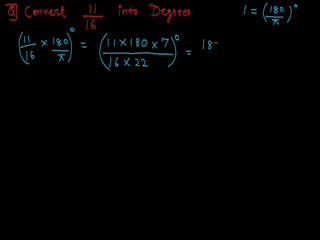 Q) Convert 11/16 into Degrees 1 = (180/π)°
(11/16 × 180/π)° = (11 × 180 × 7 / 16 × 22)° = 18